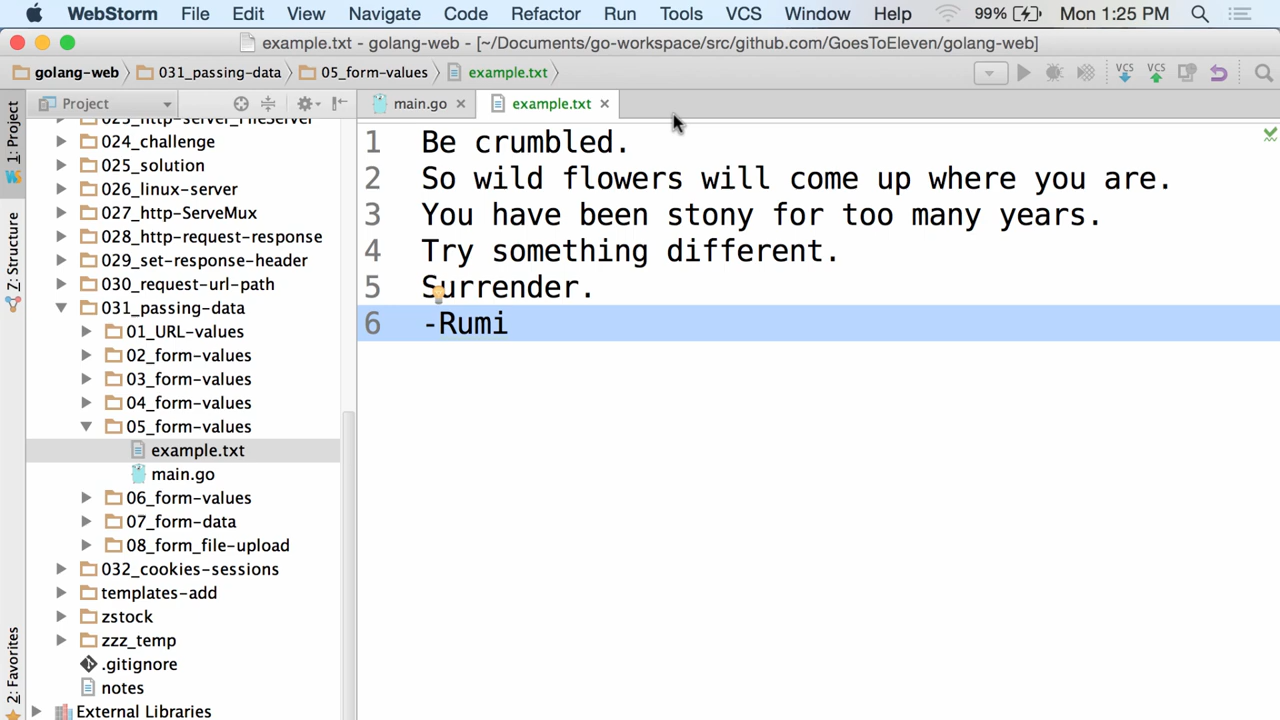 WebStorm File Edit View Navigate Code Refactor Run Tools VCS Window Help 99% Mon 1:25 PM
example.txt - golang-web - [~/Documents/go-workspace/src/github.com/GoesToEleven/golang-web]
golang-web 031_passing-data 05_form-values example.txt
VCS VCS
Project
main.go example.txt
1: Project
Z: Structure
2: Favorites
023_http-server_FileServer
024_challenge
025_solution
026_linux-server
027_http-ServeMux
028_http-request-response
029_set-response-header
030_request-url-path
031_passing-data
01_URL-values
02_form-values
03_form-values
04_form-values
05_form-values
example.txt
main.go
06_form-values
07_form-data
08_form_file-upload
032_cookies-sessions
templates-add
zstock
zzz_temp
.gitignore
notes
External Libraries
1 Be crumbled.
2 So wild flowers will come up where you are.
3 You have been stony for too many years.
4 Try something different.
5 Surrender.
6 -Rumi